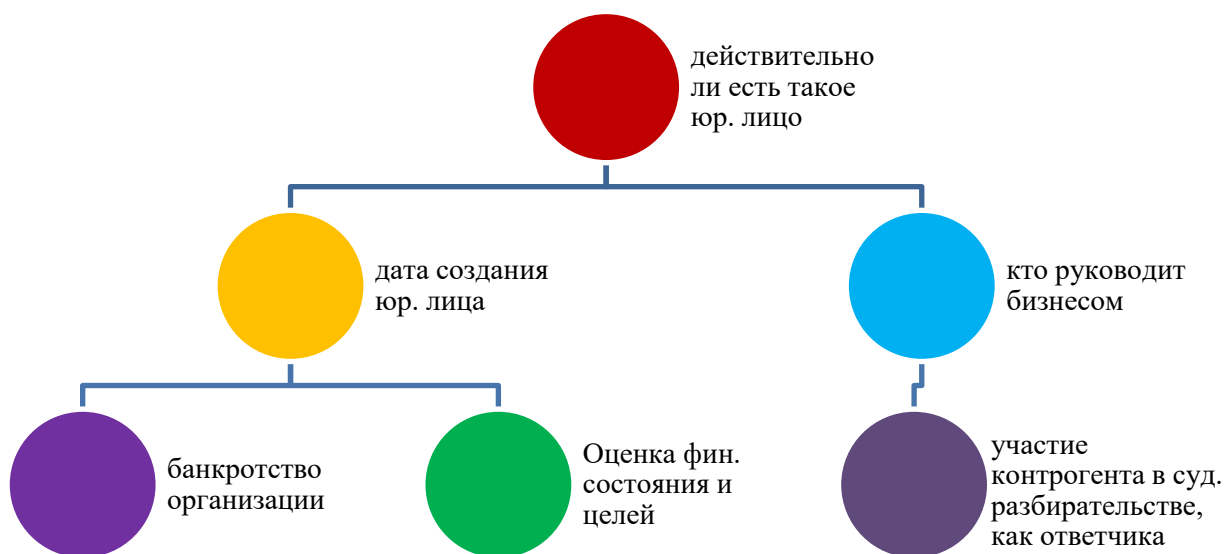 действительно
ли есть такое
юр. лицо
дата создания
юр. лица
кто руководит
бизнесом
банкротство
организации
Оценка фин.
состояния и
целей
участие
контрогента в суд.
разбирательстве,
как ответчика